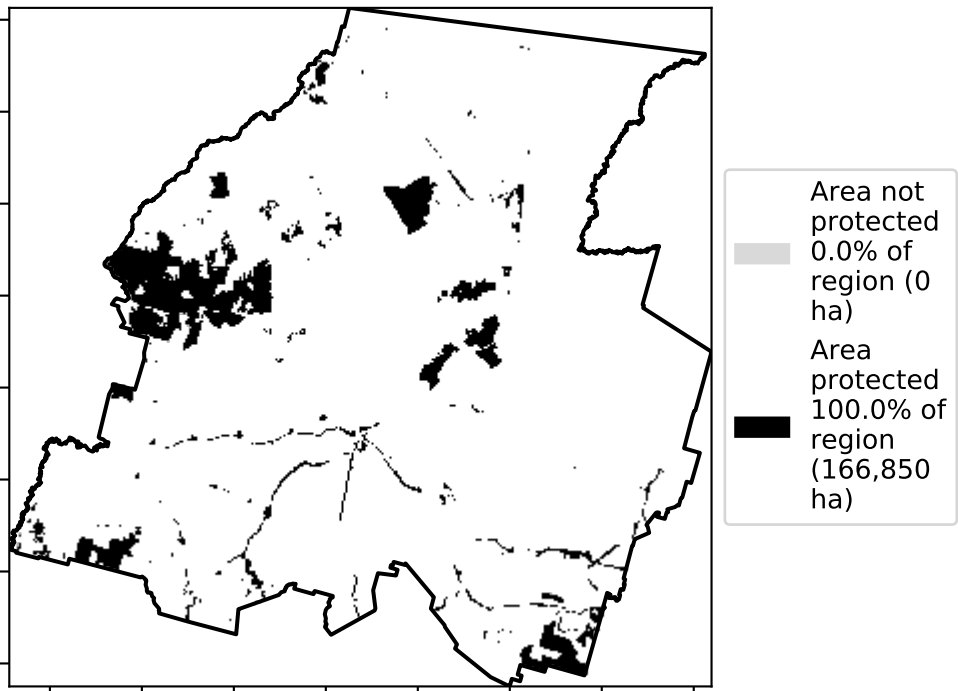 Area not
protected
0.0% of
region (0
ha)
Area
protected
100.0% of
region
(166,850
ha)